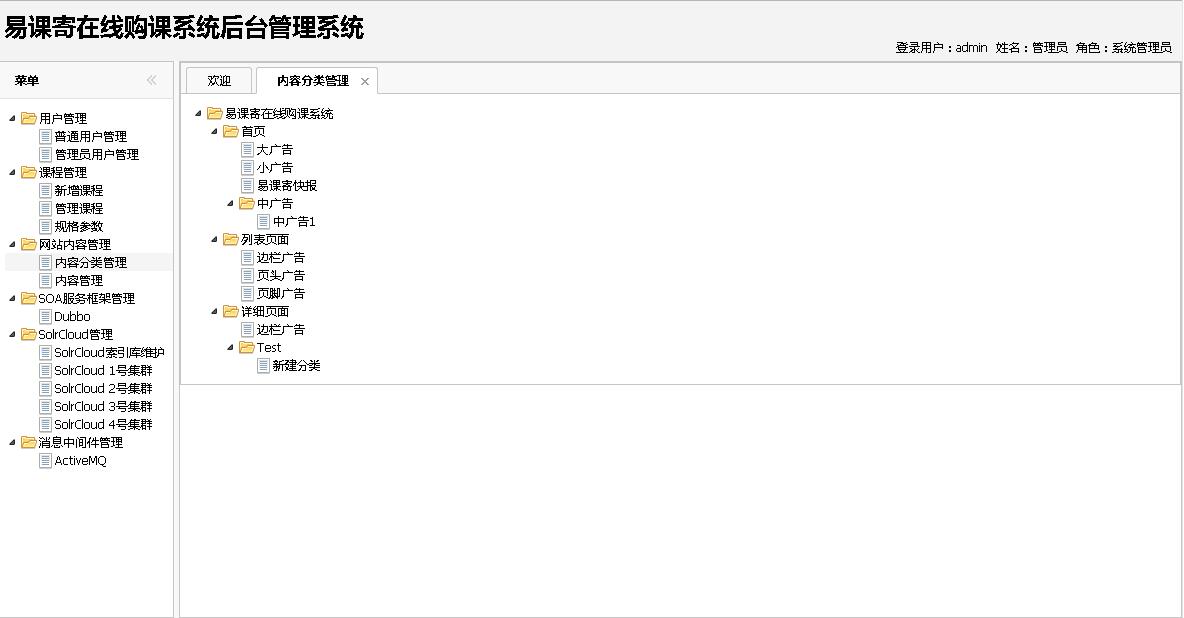 易课寄在线购课系统后台管理系统
登录用户：admin 姓名：管理员 角色：系统管理员
菜单
用户管理
普通用户管理
管理员用户管理
课程管理
新增课程
管理课程
规格参数
网站内容管理
内容分类管理
内容管理
SOA服务框架管理
Dubbo
SolrCloud管理
SolrCloud索引库维护
SolrCloud 1号集群
SolrCloud 2号集群
SolrCloud 3号集群
SolrCloud 4号集群
消息中间件管理
ActiveMQ
欢迎 内容分类管理
易课寄在线购课系统
首页
大广告
小广告
易课寄快报
中广告
中广告1
列表页面
边栏广告
页头广告
页脚广告
详细页面
边栏广告
Test
新建分类